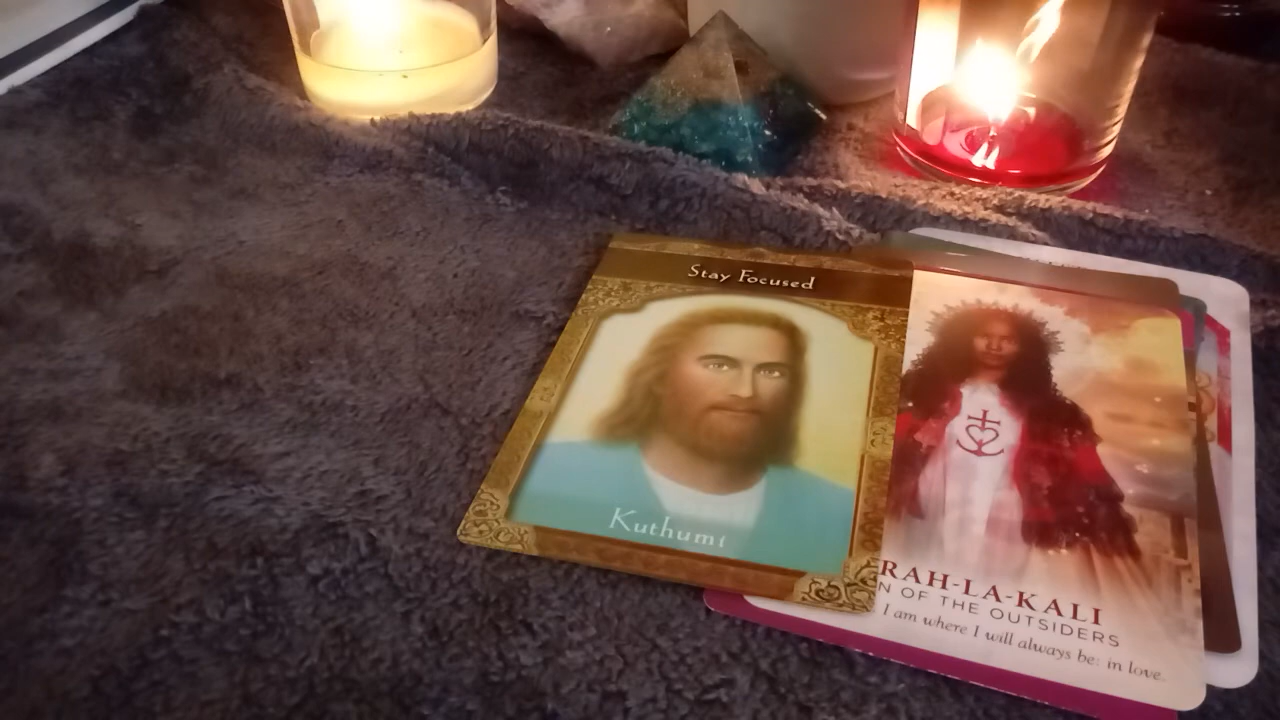 Stay Focused
Kuthumi
RAH-LA-KALI
N OF THE OUTSIDERS
I am where I will always be: in love.